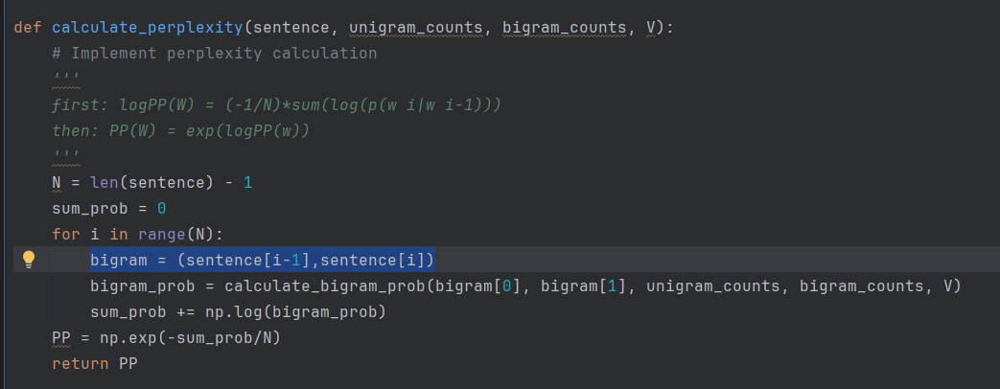 def calculate_perplexity(sentence, unigram_counts, bigram_counts, V):
    # Implement perplexity calculation
    '''
    first: logPP(W) = (-1/N)*sum(log(p(w i|w i-1)))
    then: PP(W) = exp(logPP(w))
    '''
    N = len(sentence) - 1
    sum_prob = 0
    for i in range(N):
        bigram = (sentence[i-1],sentence[i])
        bigram_prob = calculate_bigram_prob(bigram[0], bigram[1], unigram_counts, bigram_counts, V)
        sum_prob += np.log(bigram_prob)
    PP = np.exp(-sum_prob/N)
    return PP